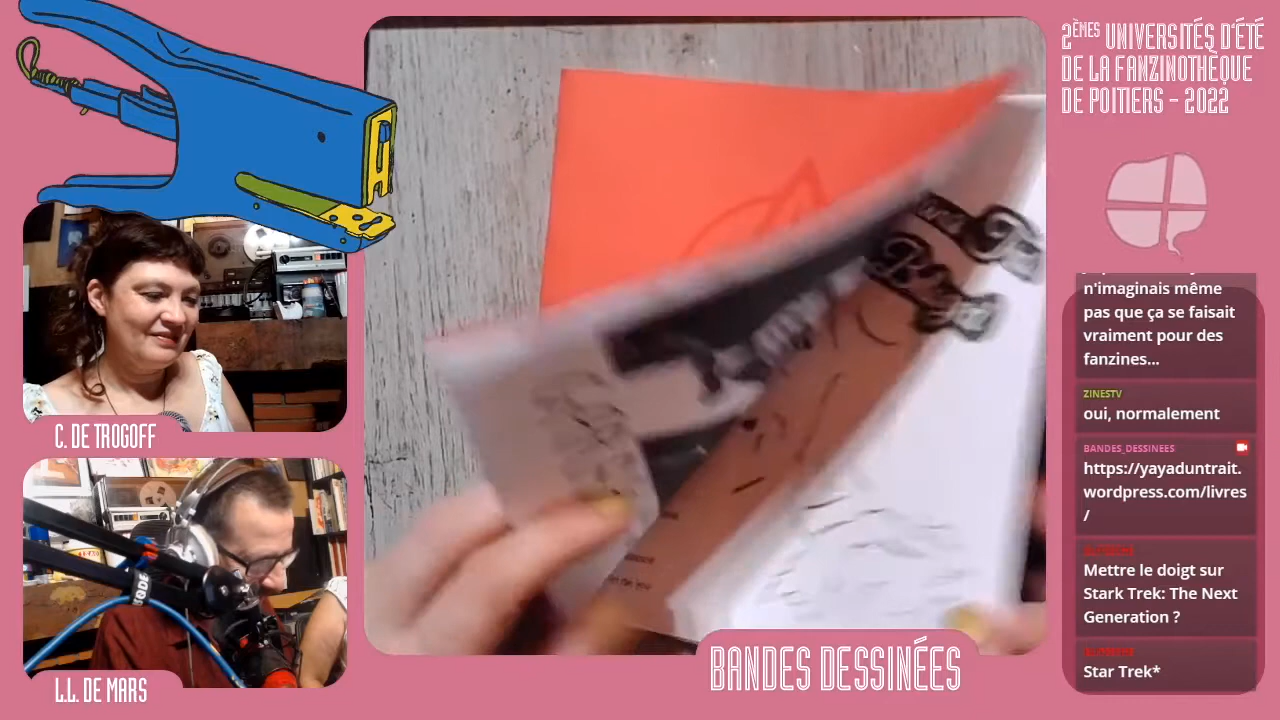 2ÈMES UNIVERSITÉS D'ÉTÉ
DE LA FANZINOTHÈQUE
DE POITIERS - 2022
n'imaginais même
pas que ça se faisait
vraiment pour des
fanzines...
ZINESTV
oui, normalement
BANDES_DESSINEES
https://yayaduntrait.
wordpress.com/livres
/
Mettre le doigt sur
Stark Trek: The Next
Generation ?
Star Trek*
C. DE TROGOFF
L.L. DE MARS
BANDES DESSINÉES